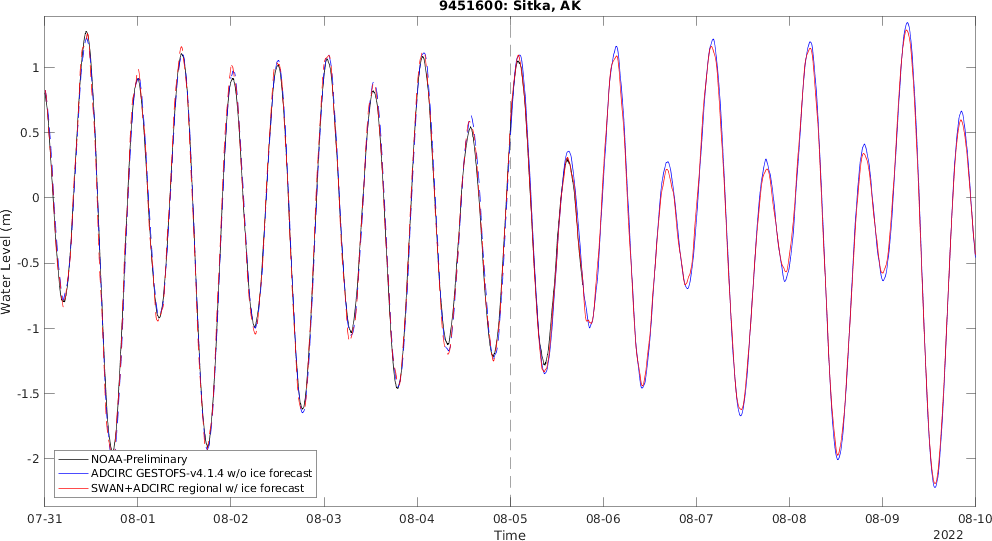 9451600: Sitka, AK
1
0.5
0
-0.5
-1
-1.5
-2
Water Level (m)
NOAA-Preliminary
ADCIRC GESTOFS-v4.1.4 w/o ice forecast
SWAN+ADCIRC regional w/ ice forecast
07-31 08-01 08-02 08-03 08-04 08-05 08-06 08-07 08-08 08-09 08-10
Time
2022